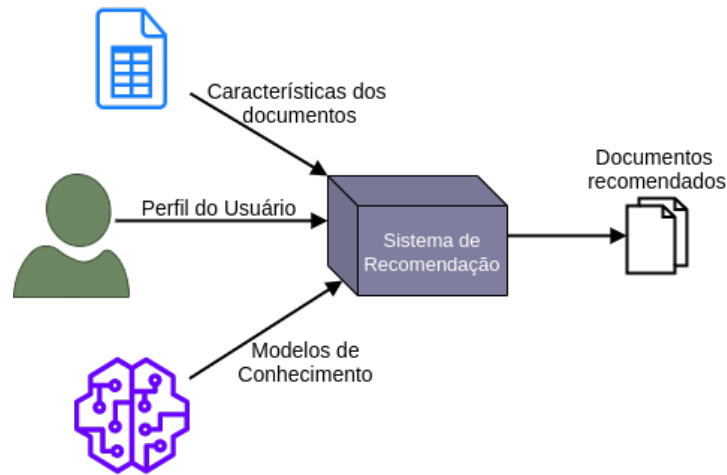 Características dos
documentos
Perfil do Usuário
Modelos de
Conhecimento
Sistema de
Recomendação
Documentos
recomendados